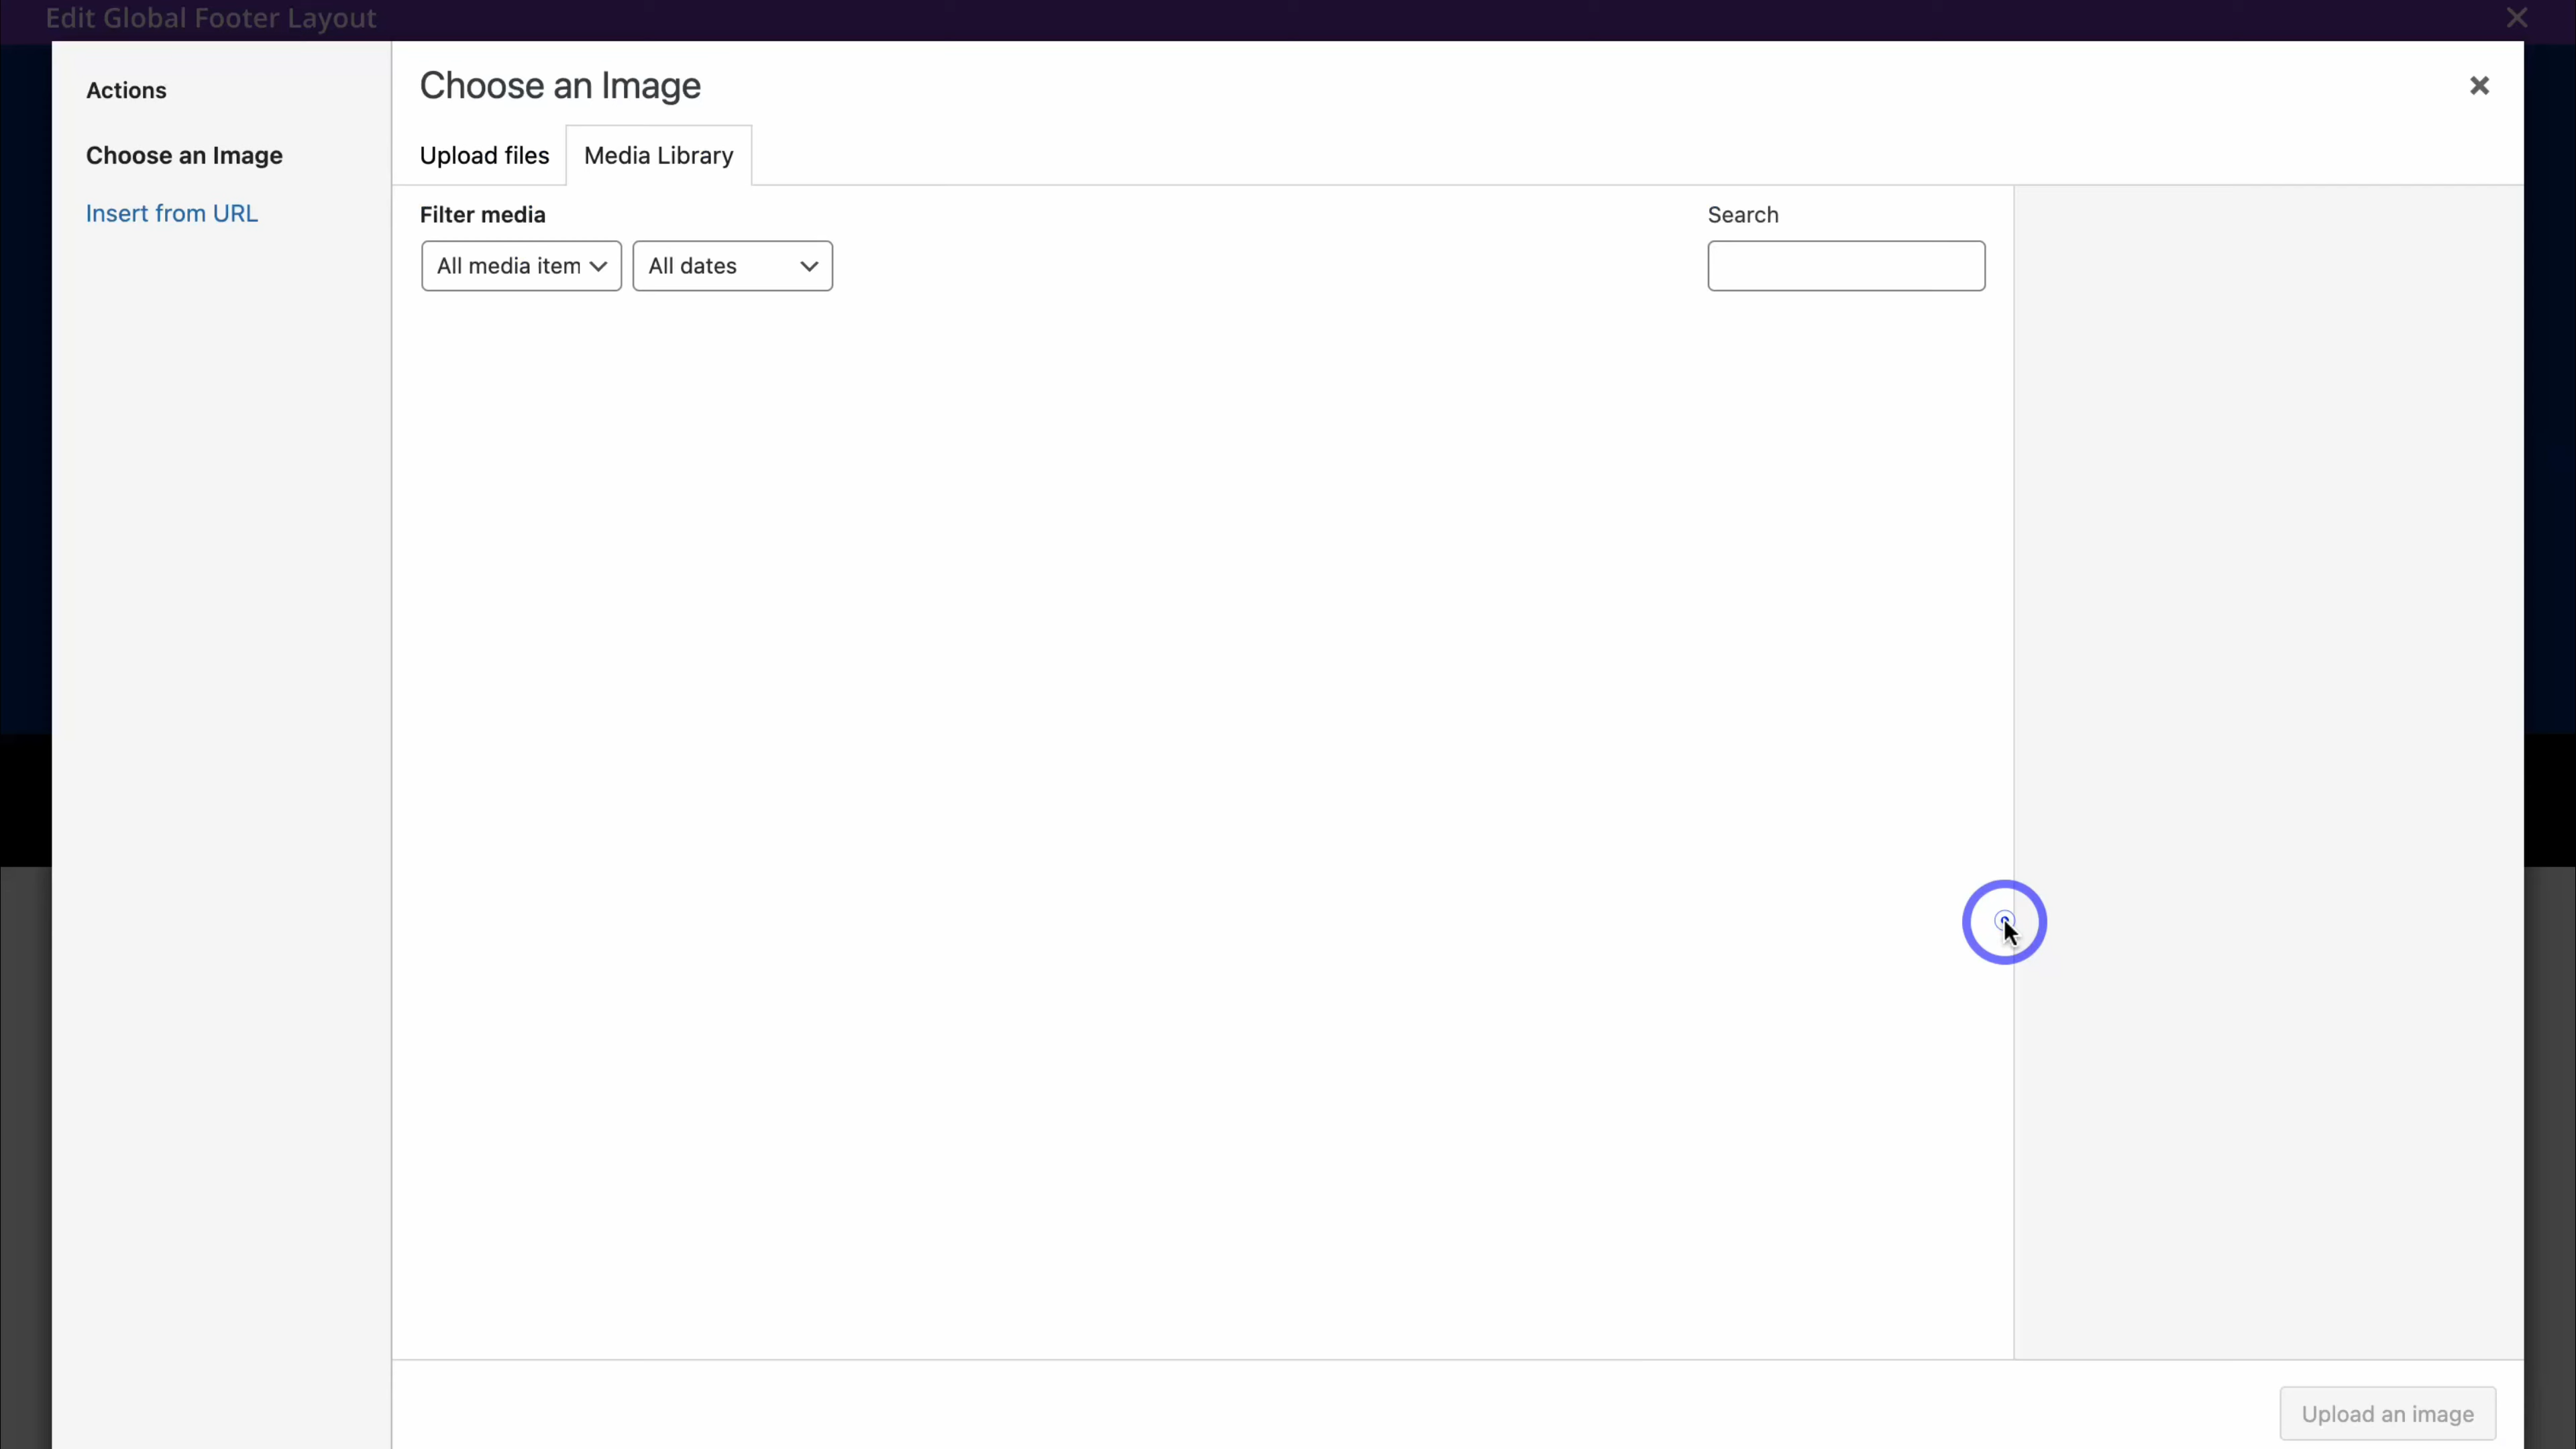 Edit Global Footer Layout
Actions
Choose an Image
Insert from URL
Choose an Image
Upload files
Media Library
Filter media
All media item
All dates
Search
Upload an image